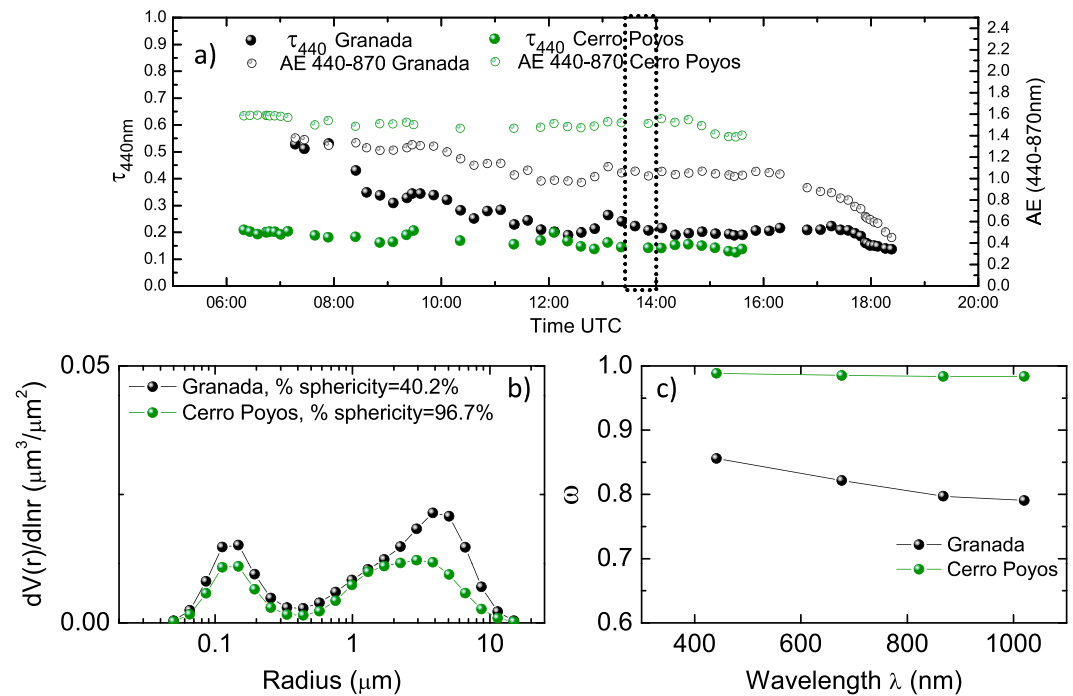 a)
τ440 Granada
τ440 Cerro Poyos
AE 440-870 Granada
AE 440-870 Cerro Poyos
1.0
0.9
0.8
0.7
0.6
0.5
0.4
0.3
0.2
0.1
0.0
τ440nm
2.4
2.2
2.0
1.8
1.6
1.4
1.2
1.0
0.8
0.6
0.4
0.2
0.0
AE (440-870nm)
06:00 08:00 10:00 12:00 14:00 16:00 18:00 20:00
Time UTC
b)
Granada, % sphericity=40.2%
Cerro Poyos, % sphericity=96.7%
0.05
0.00
dV(r)/dlnr (μm³/μm²)
0.1 1 10
Radius (μm)
c)
1.0
0.9
0.8
0.7
0.6
ω
Granada
Cerro Poyos
400 600 800 1000
Wavelength λ (nm)